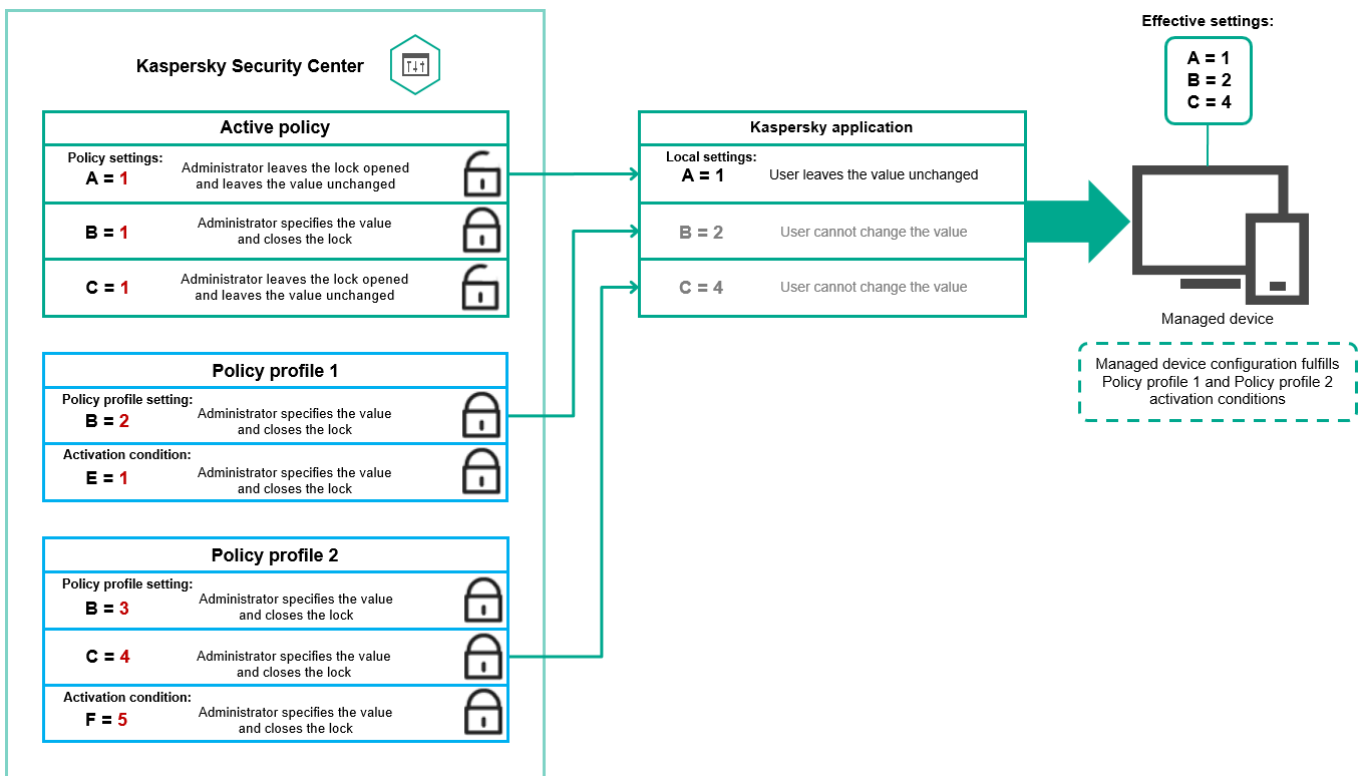 Kaspersky Security Center
Active policy
Policy settings:
A = 1
Administrator leaves the lock opened
and leaves the value unchanged
B = 1
Administrator specifies the value
and closes the lock
C = 1
Administrator leaves the lock opened
and leaves the value unchanged
Policy profile 1
Policy profile setting:
B = 2
Administrator specifies the value
and closes the lock
Activation condition:
E = 1
Administrator specifies the value
and closes the lock
Policy profile 2
Policy profile setting:
B = 3
Administrator specifies the value
and closes the lock
C = 4
Administrator specifies the value
and closes the lock
Activation condition:
F = 5
Administrator specifies the value
and closes the lock
Kaspersky application
Local settings:
A = 1
User leaves the value unchanged
B = 2
User cannot change the value
C = 4
User cannot change the value
Effective settings:
A = 1
B = 2
C = 4
Managed device
Managed device configuration fulfills
Policy profile 1 and Policy profile 2
activation conditions